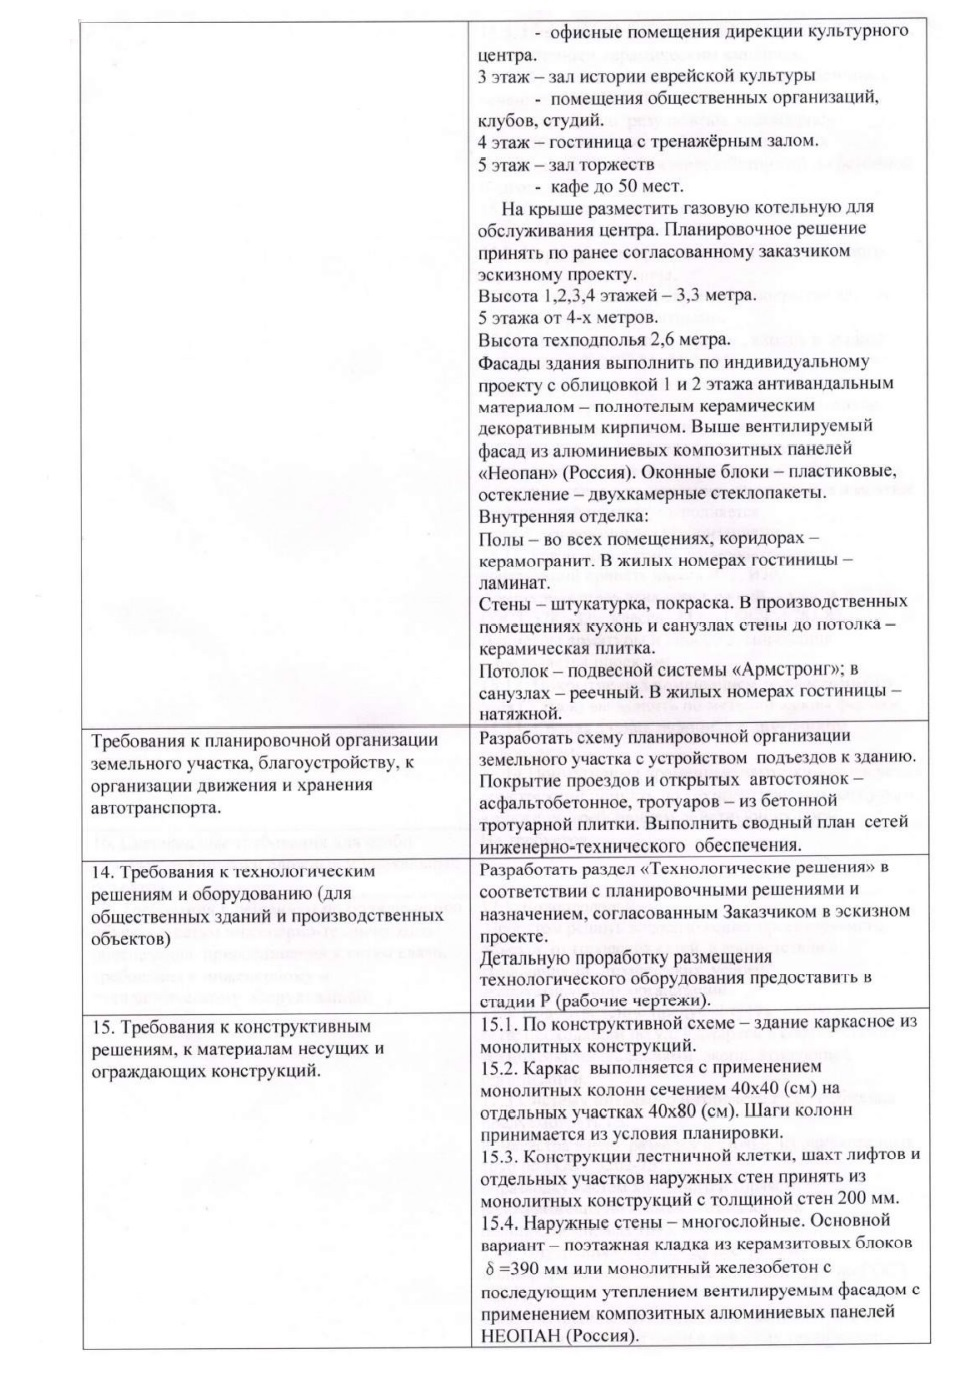 - офисные помещения дирекции культурного
центра.
3 этаж – зал истории еврейской культуры
- помещения общественных организаций,
клубов, студий.
4 этаж – гостиница с тренажёрным залом.
5 этаж – зал торжеств
- кафе до 50 мест.
На крыше разместить газовую котельную для
обслуживания центра. Планировочное решение
принять по ранее согласованному заказчиком
эскизному проекту.
Высота 1,2,3,4 этажей – 3,3 метра.
5 этажа от 4-х метров.
Высота техподполья 2,6 метра.
Фасады здания выполнить по индивидуальному
проекту с облицовкой 1 и 2 этажа антивандальным
материалом – полнотелым керамическим
декоративным кирпичом. Выше вентилируемый
фасад из алюминиевых композитных панелей
«Неопан» (Россия). Оконные блоки – пластиковые,
остекление – двухкамерные стеклопакеты.
Внутренняя отделка:
Полы – во всех помещениях, коридорах –
керамогранит. В жилых номерах гостиницы –
ламинат.
Стены – штукатурка, покраска. В производственных
помещениях кухонь и санузлах стены до потолка –
керамическая плитка.
Потолок – подвесной системы «Армстронг»; в
санузлах – реечный. В жилых номерах гостиницы –
натяжной.
Требования к планировочной организации
земельного участка, благоустройству, к
организации движения и хранения
автотранспорта.
Разработать схему планировочной организации
земельного участка с устройством подъездов к зданию.
Покрытие проездов и открытых автостоянок –
асфальтобетонное, тротуаров – из бетонной
тротуарной плитки. Выполнить сводный план сетей
инженерно-технического обеспечения.
14. Требования к технологическим
решениям и оборудованию (для
общественных зданий и производственных
объектов)
Разработать раздел «Технологические решения» в
соответствии с планировочными решениями и
назначением, согласованным Заказчиком в эскизном
проекте.
Детальную проработку размещения
технологического оборудования предоставить в
стадии Р (рабочие чертежи).
15. Требования к конструктивным
решениям, к материалам несущих и
ограждающих конструкций.
15.1. По конструктивной схеме – здание каркасное из
монолитных конструкций.
15.2. Каркас выполняется с применением
монолитных колонн сечением 40х40 (см) на
отдельных участках 40х80 (см). Шаги колонн
принимается из условия планировки.
15.3. Конструкции лестничной клетки, шахт лифтов и
отдельных участков наружных стен принять из
монолитных конструкций с толщиной стен 200 мм.
15.4. Наружные стены – многослойные. Основной
вариант – поэтажная кладка из керамзитовых блоков
δ =390 мм или монолитный железобетон с
последующим утеплением вентилируемым фасадом с
применением композитных алюминиевых панелей
НЕОПАН (Россия).